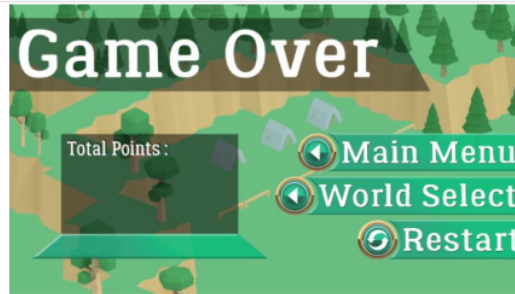 Game Over
Total Points :
Main Menu
World Select
Restart